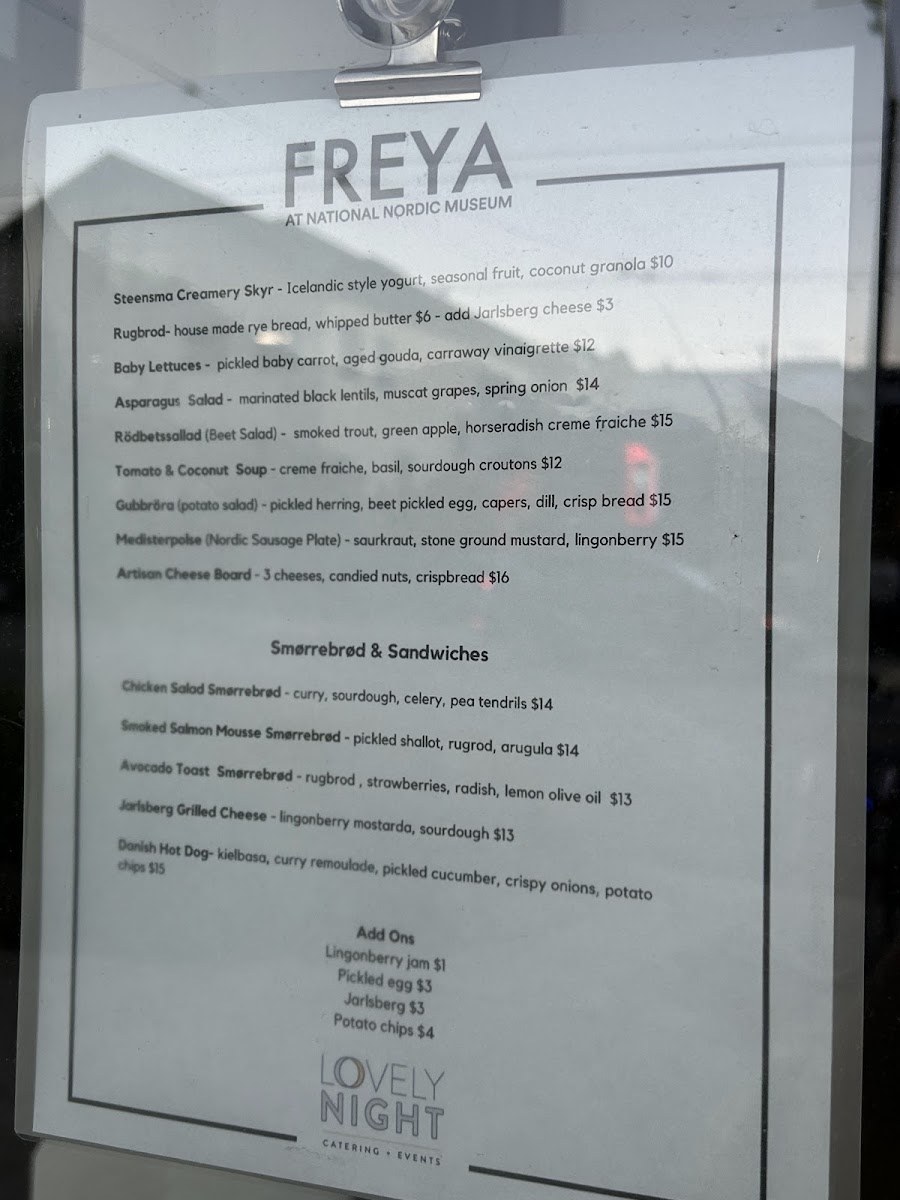 FREYA
AT NATIONAL NORDIC MUSEUM
Steensma Creamery Skyr - Icelandic style yogurt, seasonal fruit, coconut granola $10
Rugbrod- house made rye bread, whipped butter $6 - add Jarlsberg cheese $3
Baby Lettuces - pickled baby carrot, aged gouda, carraway vinaigrette $12
Asparagus Salad - marinated black lentils, muscat grapes, spring onion $14
Rödbetssallad (Beet Salad) - smoked trout, green apple, horseradish creme fraiche $15
Tomato & Coconut Soup - creme fraiche, basil, sourdough croutons $12
Gubbröra (potato salad) - pickled herring, beet pickled egg, capers, dill, crisp bread $15
Medisterpolse (Nordic Sausage Plate) - saurkraut, stone ground mustard, lingonberry $15
Artisan Cheese Board - 3 cheeses, candied nuts, crispbread $16
Smørrebrød & Sandwiches
Chicken Salad Smørrebrød - curry, sourdough, celery, pea tendrils $14
Smoked Salmon Mousse Smørrebrød - pickled shallot, rugrod, arugula $14
Avocado Toast Smørrebrød - rugbrod , strawberries, radish, lemon olive oil $13
Jarlsberg Grilled Cheese - lingonberry mostarda, sourdough $13
Danish Hot Dog- kielbasa, curry remoulade, pickled cucumber, crispy onions, potato
chips $15
Add Ons
Lingonberry jam $1
Pickled egg $3
Jarlsberg $3
Potato chips $4
LOVELY
NIGHT
CATERING + EVENTS